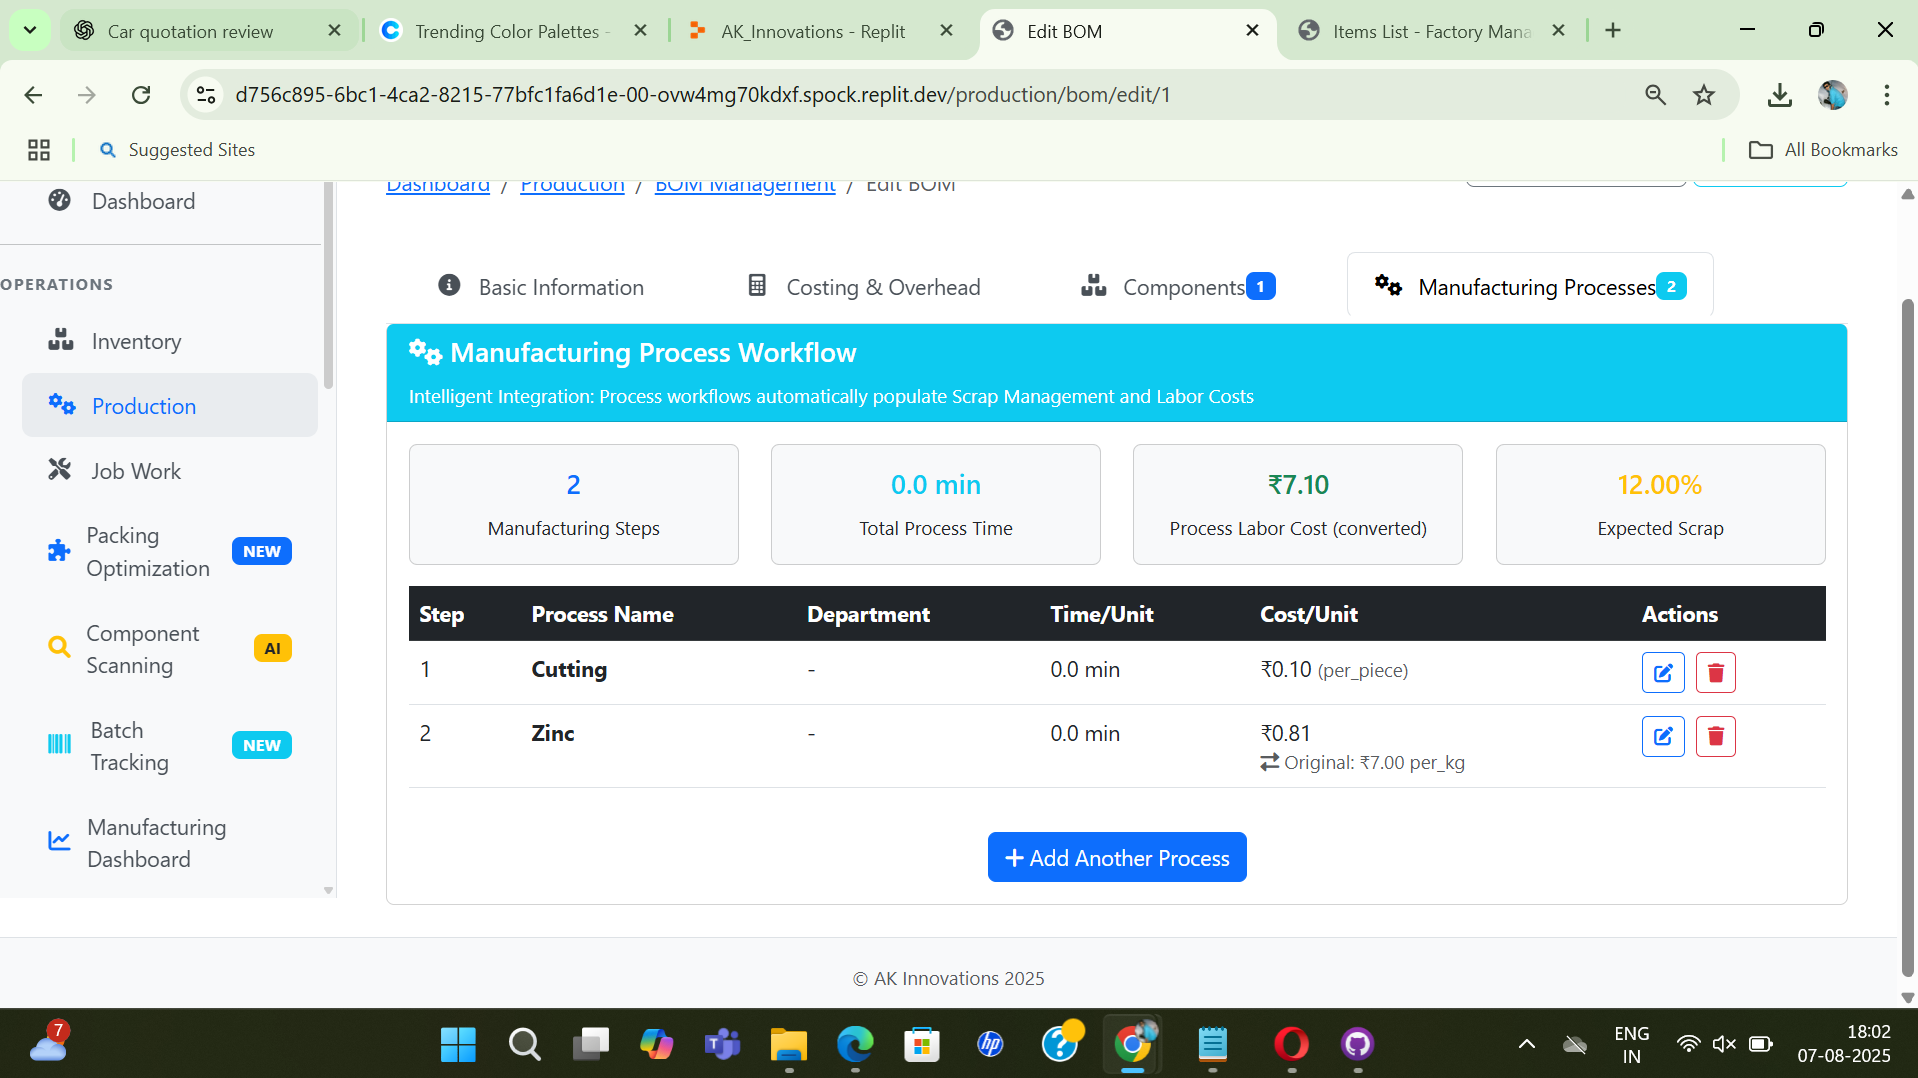 Car quotation review
Trending Color Palettes -
AK_Innovations - Replit
Edit BOM
Items List - Factory Mana
d756c895-6bc1-4ca2-8215-77bfc1fa6d1e-00-ovw4mg70kdxf.spock.replit.dev/production/bom/edit/1
Suggested Sites
All Bookmarks
Dashboard / Production / BOM Management / Edit BOM
Dashboard
OPERATIONS
Inventory
Production
Job Work
Packing Optimization NEW
Component Scanning AI
Batch Tracking NEW
Manufacturing Dashboard
Basic Information
Costing & Overhead
Components 1
Manufacturing Processes 2
Manufacturing Process Workflow
Intelligent Integration: Process workflows automatically populate Scrap Management and Labor Costs
2
Manufacturing Steps
0.0 min
Total Process Time
₹7.10
Process Labor Cost (converted)
12.00%
Expected Scrap
Step Process Name Department Time/Unit Cost/Unit Actions
1 Cutting - 0.0 min ₹0.10 (per_piece)
2 Zinc - 0.0 min ₹0.81
Original: ₹7.00 per_kg
+ Add Another Process
© AK Innovations 2025
7
hp
ENG
IN
18:02
07-08-2025